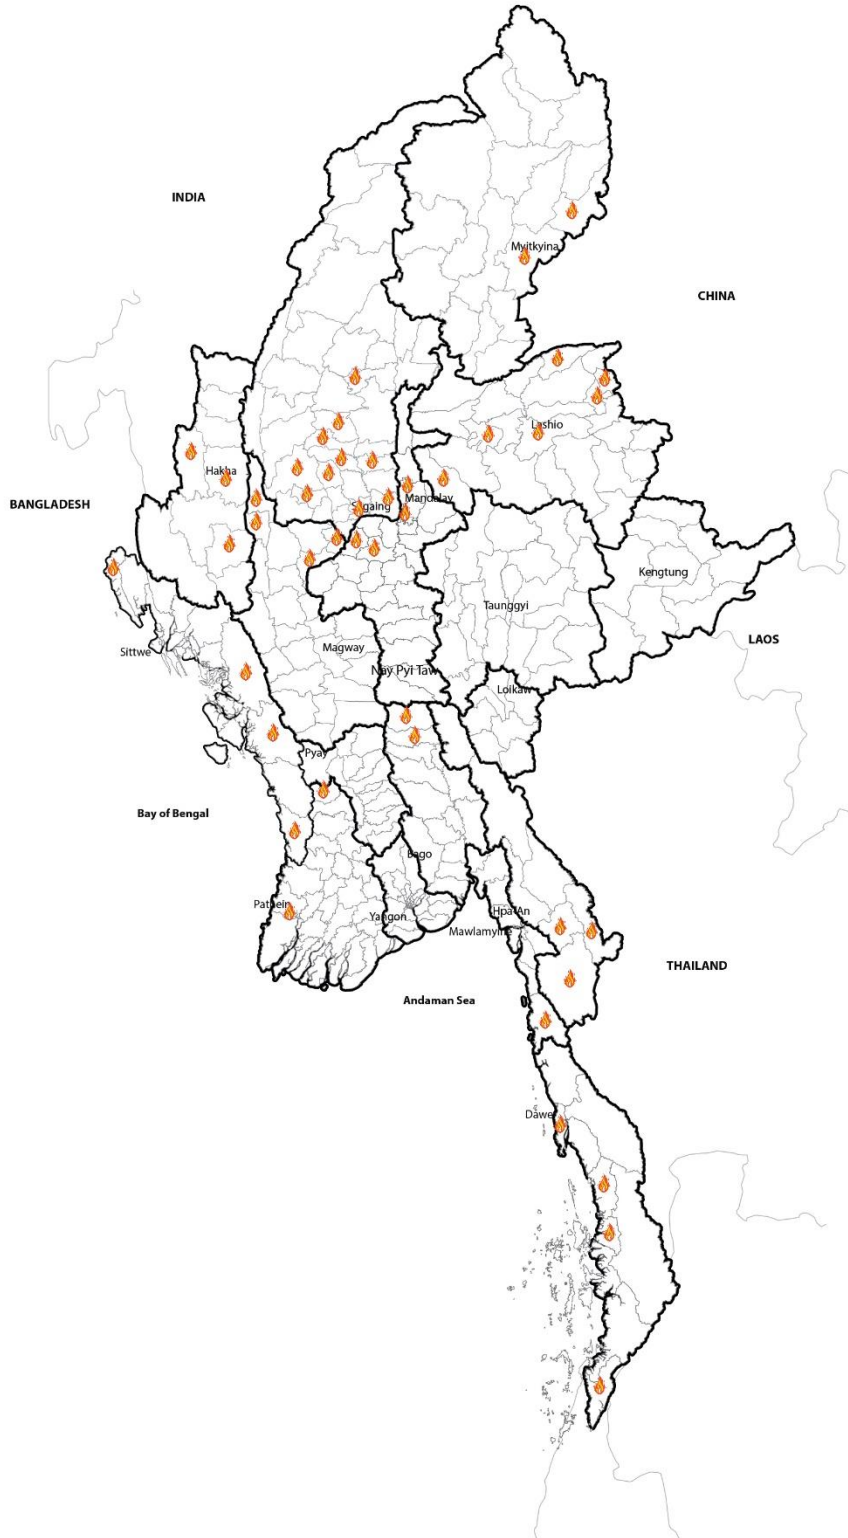 INDIA
Myitkyina
CHINA
Lashio
Hakha
Mandalay
BANGLADESH
Sagaing
Kengtung
Taunggyi
LAOS
Sittwe
Magway
Nay Pyi Taw
Loikaw
Pyay
Bay of Bengal
Bago
Pathein
Hpa-An
Yangon
Mawlamyine
THAILAND
Andaman Sea
Dawei